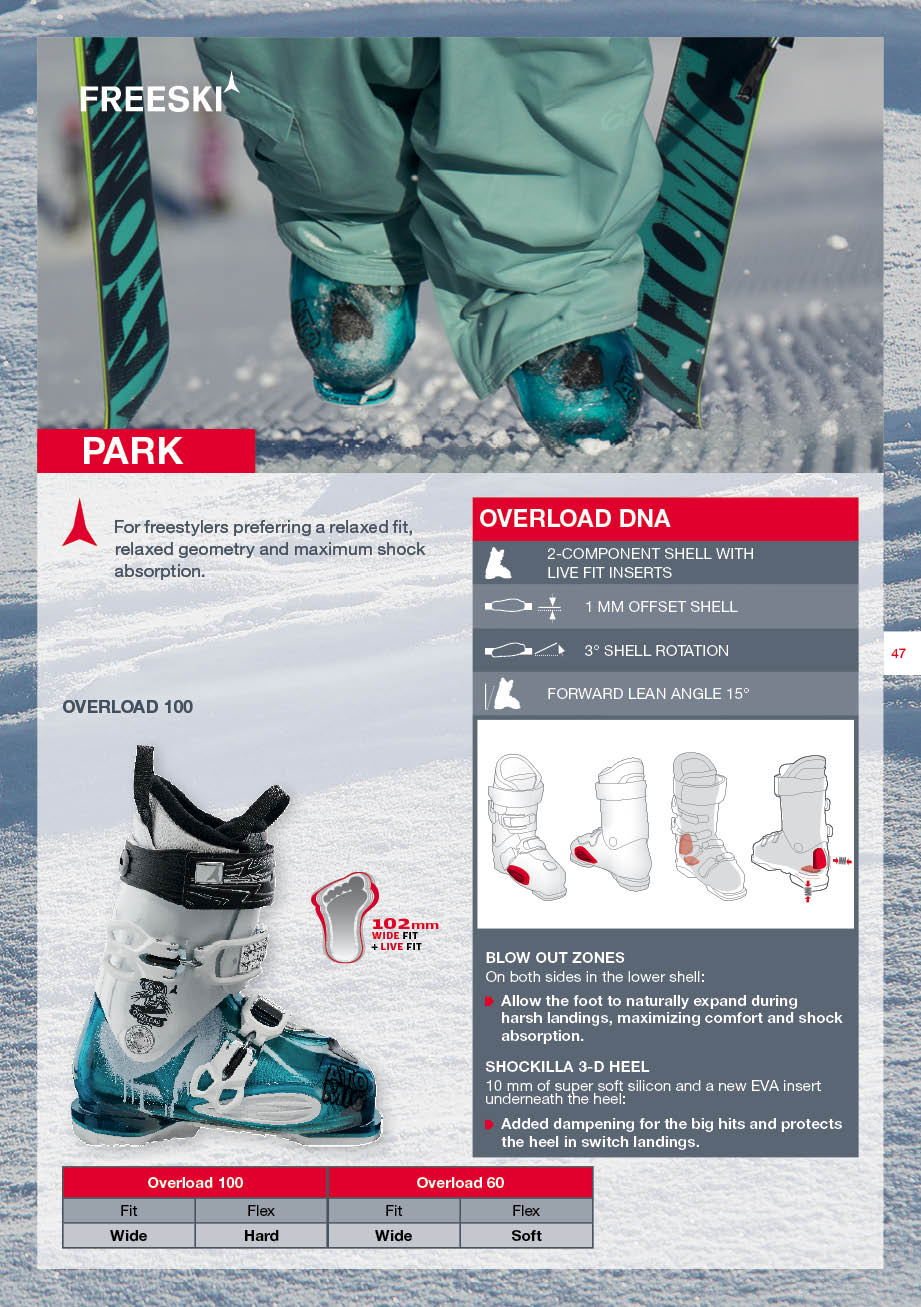 FREESKI
ATOMIC
ATOMIC
PARK
For freestylers preferring a relaxed fit,
relaxed geometry and maximum shock
absorption.
OVERLOAD DNA
2-COMPONENT SHELL WITH
LIVE FIT INSERTS
1 MM OFFSET SHELL
3° SHELL ROTATION
FORWARD LEAN ANGLE 15°
47
OVERLOAD 100
102mm
WIDE FIT
+ LIVE FIT
ATO
MIC
BLOW OUT ZONES
On both sides in the lower shell:
Allow the foot to naturally expand during
harsh landings, maximizing comfort and shock
absorption.
SHOCKILLA 3-D HEEL
10 mm of super soft silicon and a new EVA insert
underneath the heel:
Added dampening for the big hits and protects
the heel in switch landings.
Overload 100 Overload 60
Fit Flex Fit Flex
Wide Hard Wide Soft